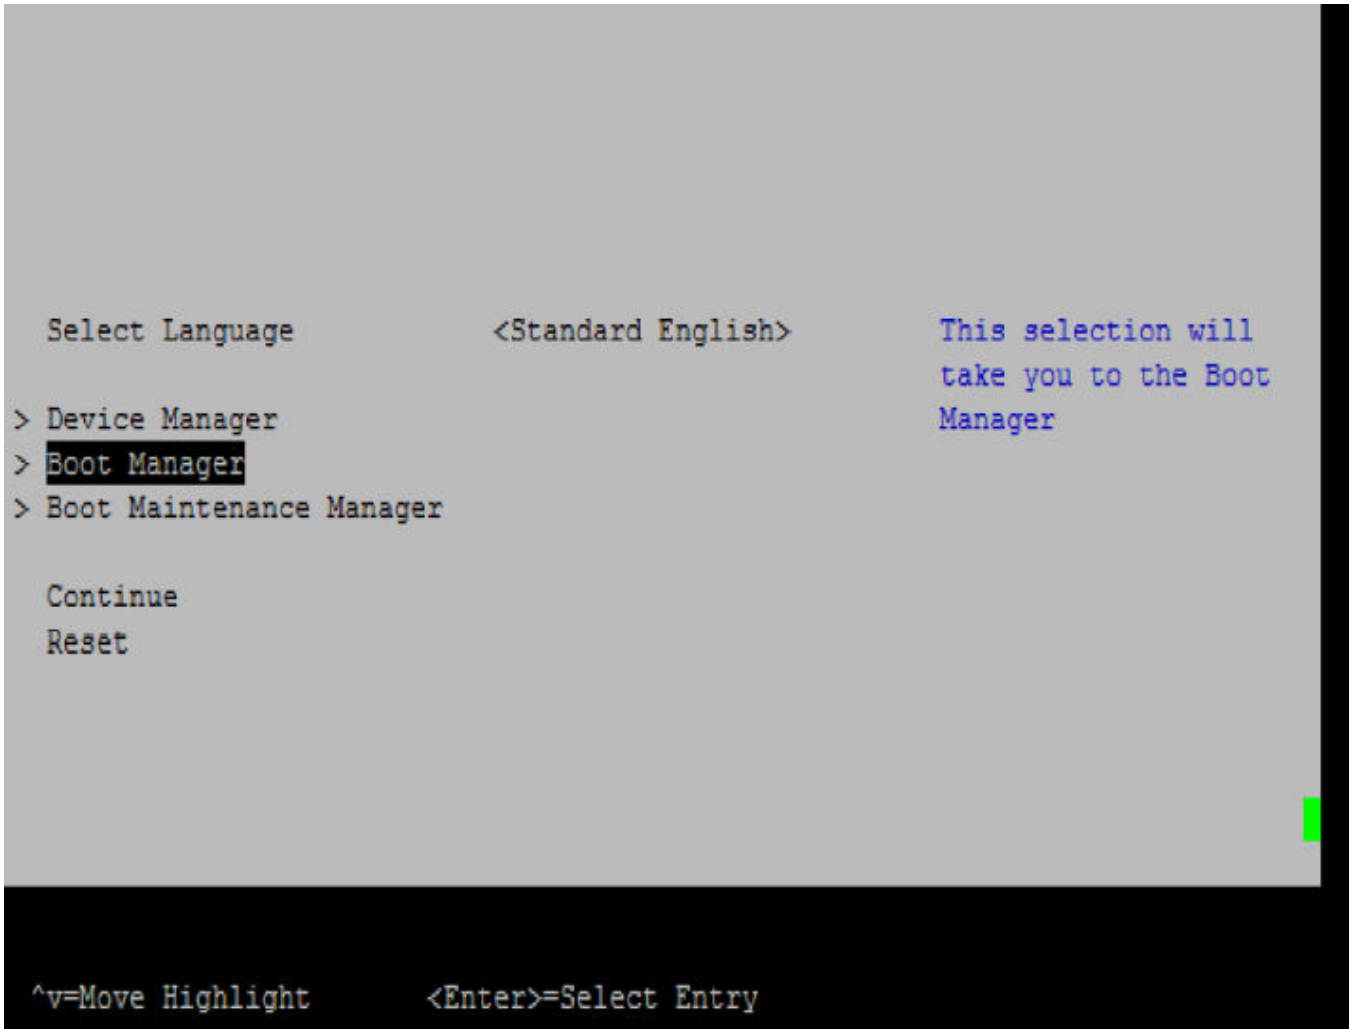 Select Language <Standard English> This selection will
take you to the Boot
> Device Manager Manager
> Boot Manager
> Boot Maintenance Manager
Continue
Reset
^v=Move Highlight <Enter>=Select Entry